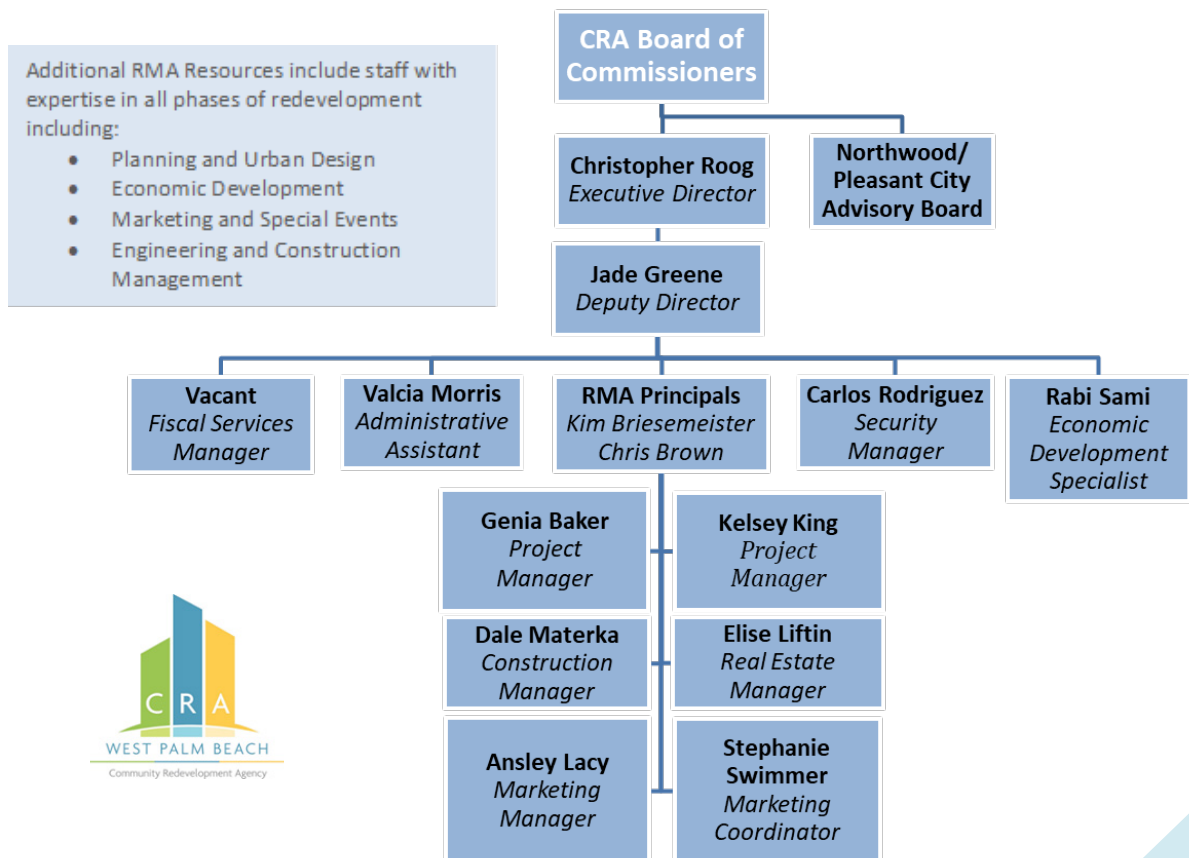 Additional RMA Resources include staff with
expertise in all phases of redevelopment
including:
• Planning and Urban Design
• Economic Development
• Marketing and Special Events
• Engineering and Construction
Management
CRA Board of
Commissioners
Christopher Roog
Executive Director
Northwood/
Pleasant City
Advisory Board
Jade Greene
Deputy Director
Vacant
Fiscal Services
Manager
Valcia Morris
Administrative
Assistant
RMA Principals
Kim Briesemeister
Chris Brown
Carlos Rodriguez
Security
Manager
Rabi Sami
Economic
Development
Specialist
Genia Baker
Project
Manager
Kelsey King
Project
Manager
Dale Materka
Construction
Manager
Elise Liftin
Real Estate
Manager
Ansley Lacy
Marketing
Manager
Stephanie
Swimmer
Marketing
Coordinator
CRA
WEST PALM BEACH
Community Redevelopment Agency